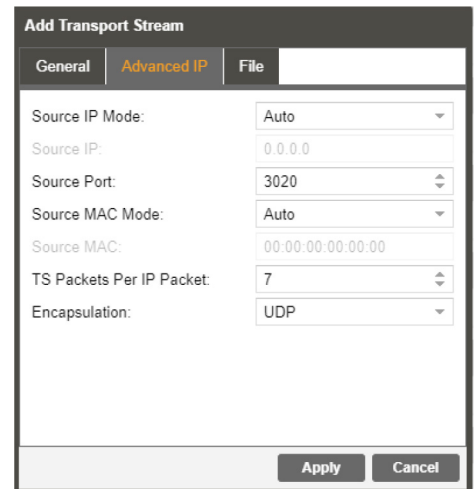 Add Transport Stream
General Advanced IP File
Source IP Mode: Auto
Source IP: 0.0.0.0
Source Port: 3020
Source MAC Mode: Auto
Source MAC: 00:00:00:00:00:00
TS Packets Per IP Packet: 7
Encapsulation: UDP
Apply Cancel